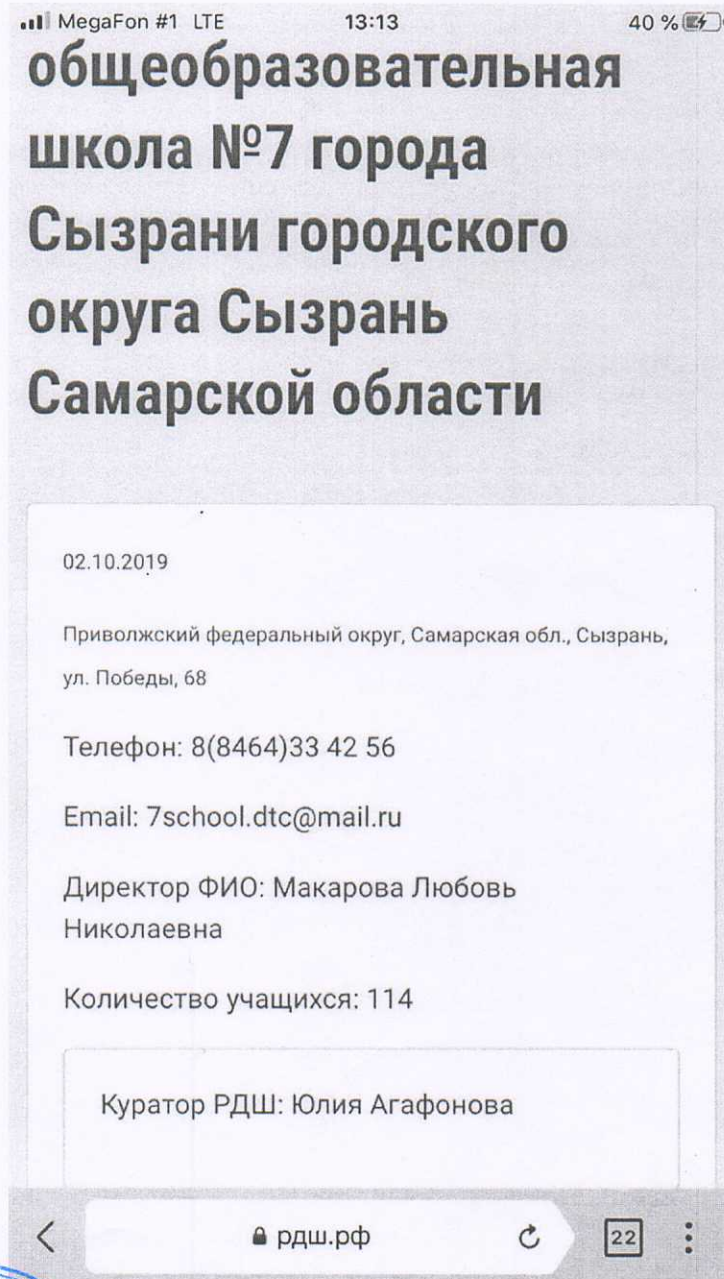 MegaFon #1 LTE 13:13 40 %
общеобразовательная
школа №7 города
Сызрани городского
округа Сызрань
Самарской области
02.10.2019
Приволжский федеральный округ, Самарская обл., Сызрань,
ул. Победы, 68
Телефон: 8(8464)33 42 56
Email: 7school.dtc@mail.ru
Директор ФИО: Макарова Любовь
Николаевна
Количество учащихся: 114
Куратор РДШ: Юлия Агафонова
рдш.рф 22